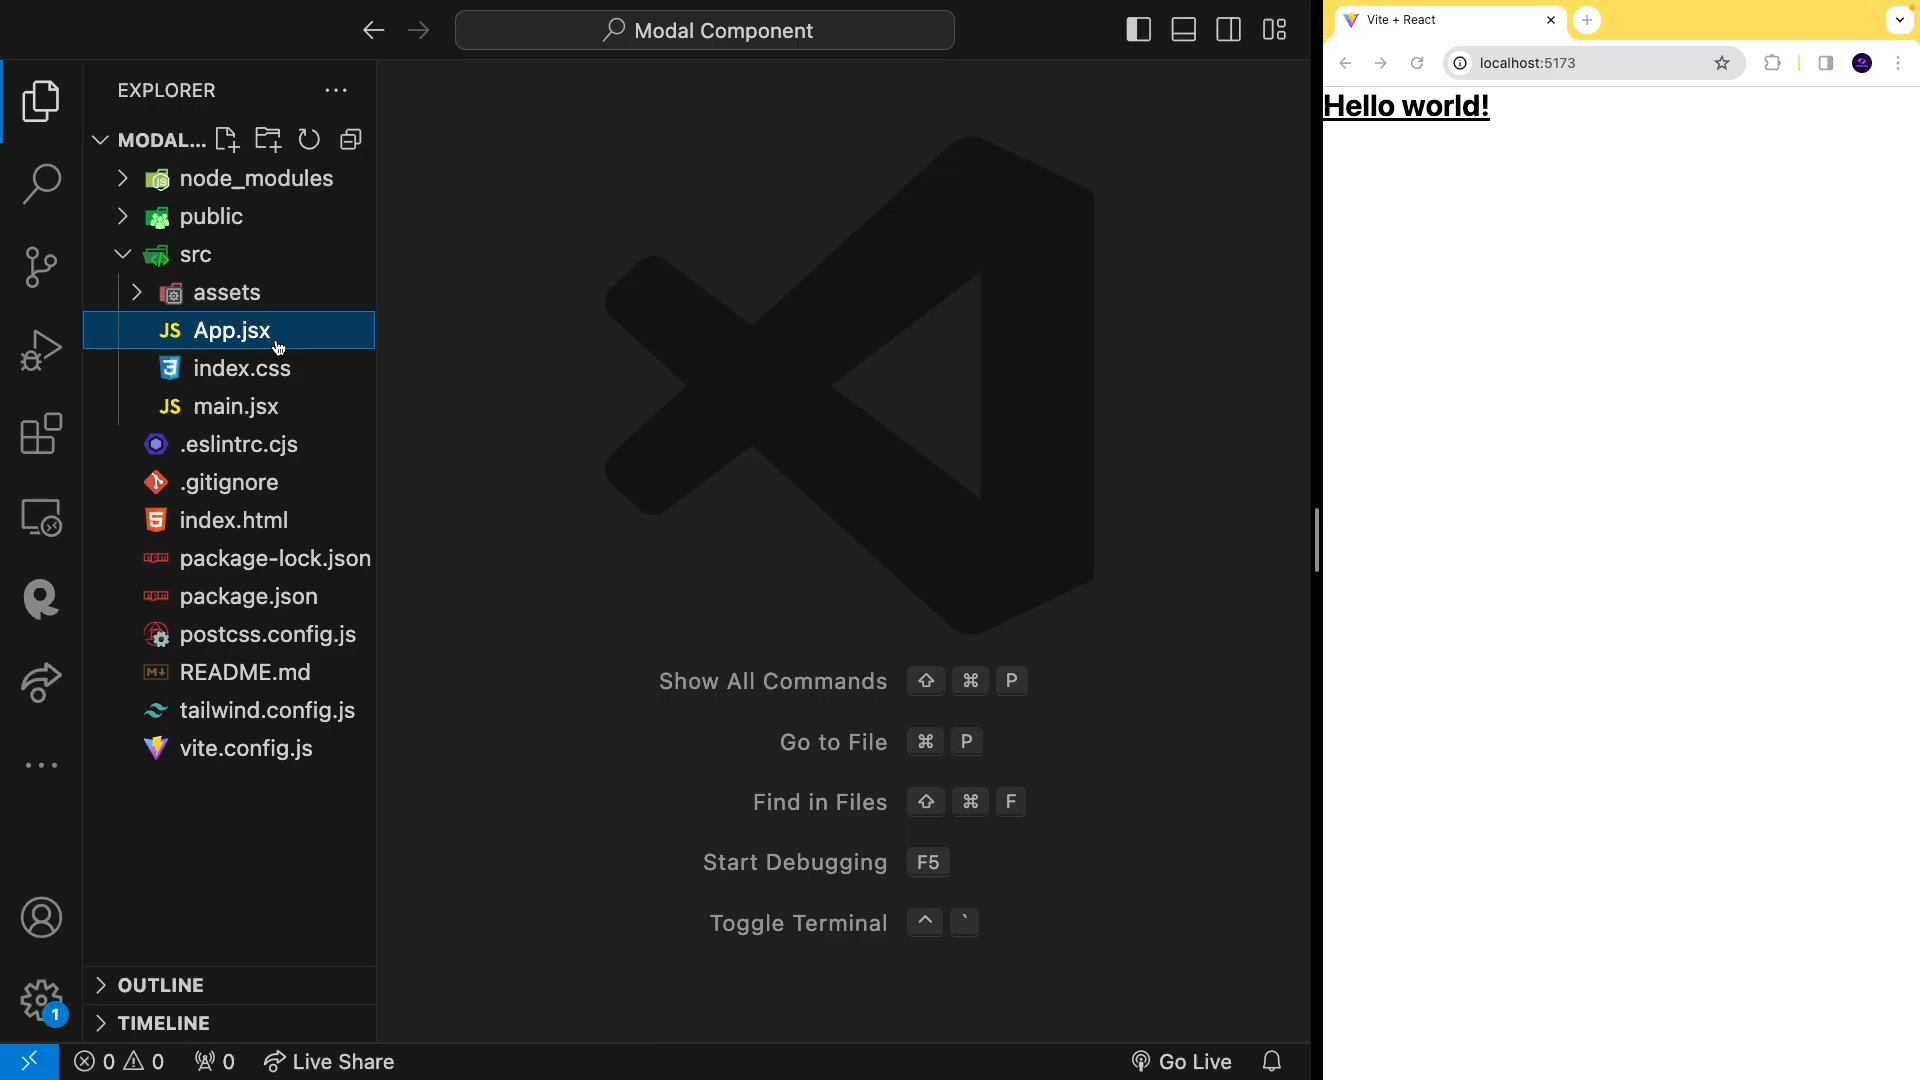 Modal Component
EXPLORER
MODAL...
node_modules
public
src
assets
JS App.jsx
index.css
JS main.jsx
.eslintrc.cjs
.gitignore
index.html
package-lock.json
package.json
postcss.config.js
README.md
tailwind.config.js
vite.config.js
OUTLINE
TIMELINE
1
Show All Commands ⇧ ⌘ P
Go to File ⌘ P
Find in Files ⇧ ⌘ F
Start Debugging F5
Toggle Terminal ^ `
0 0 0 Live Share
Go Live
Vite + React
localhost:5173
Hello world!